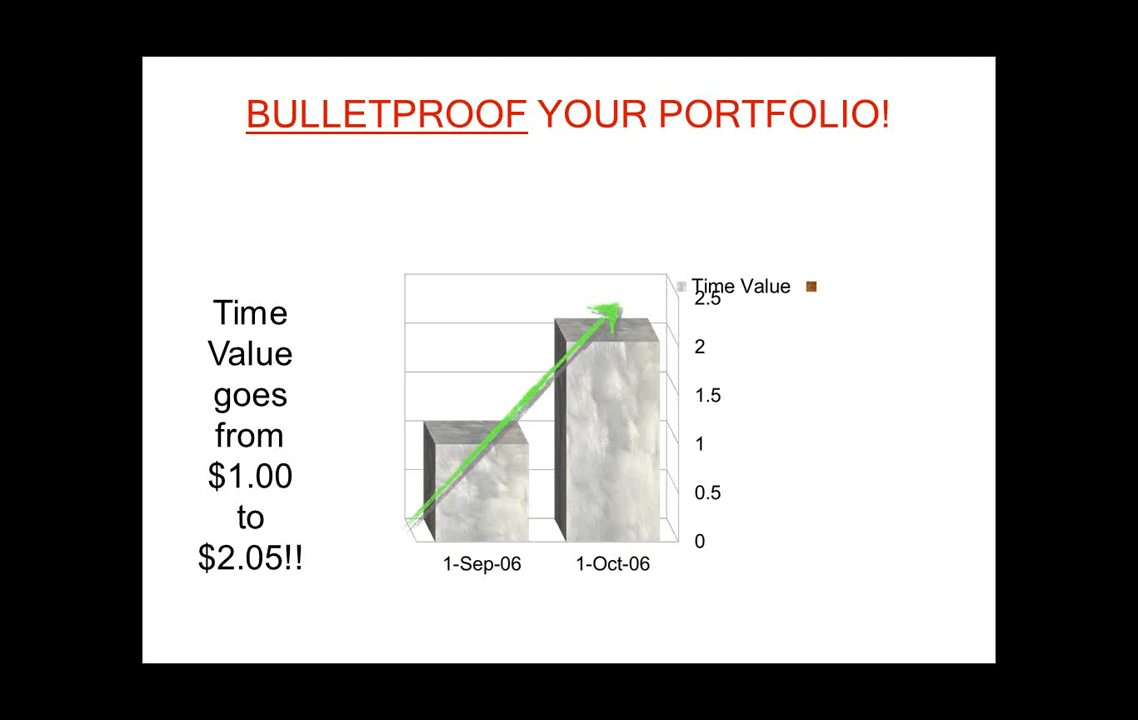 BULLETPROOF YOUR PORTFOLIO!
Time
Value
goes
from
$1.00
to
$2.05!!
Time Value
2.5
2
1.5
1
0.5
0
1-Sep-06 1-Oct-06